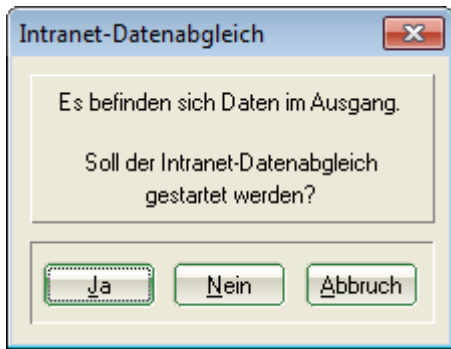 Intranet-Datenabgleich
Es befinden sich Daten im Ausgang.
Soll der Intranet-Datenabgleich
gestartet werden?
Ja
Nein
Abbruch